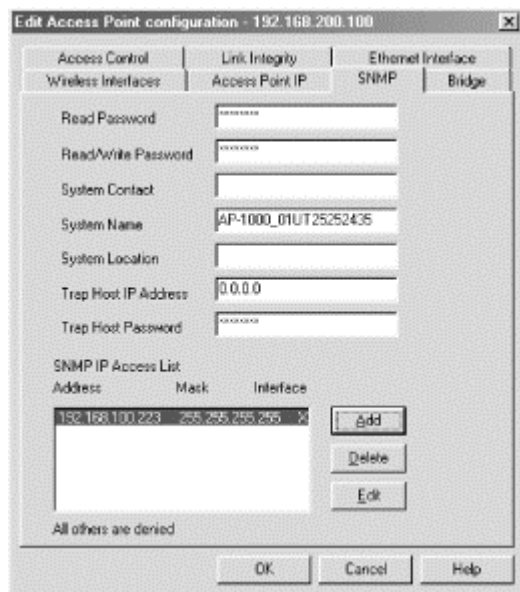 Edit Access Point configuration - 192.168.200.100
Access Control Link Integrity Ethernet Interface
Wireless Interfaces Access Point IP SNMP Bridge
Read Password ********
Read/Write Password ********
System Contact
System Name AP-1000_01UT25252435
System Location
Trap Host IP Address 0.0.0.0
Trap Host Password ********
SNMP IP Access List
Address Mask Interface
192.168.100.223 255.255.255.255 X
Add
Delete
Edit
All others are denied
OK Cancel Help